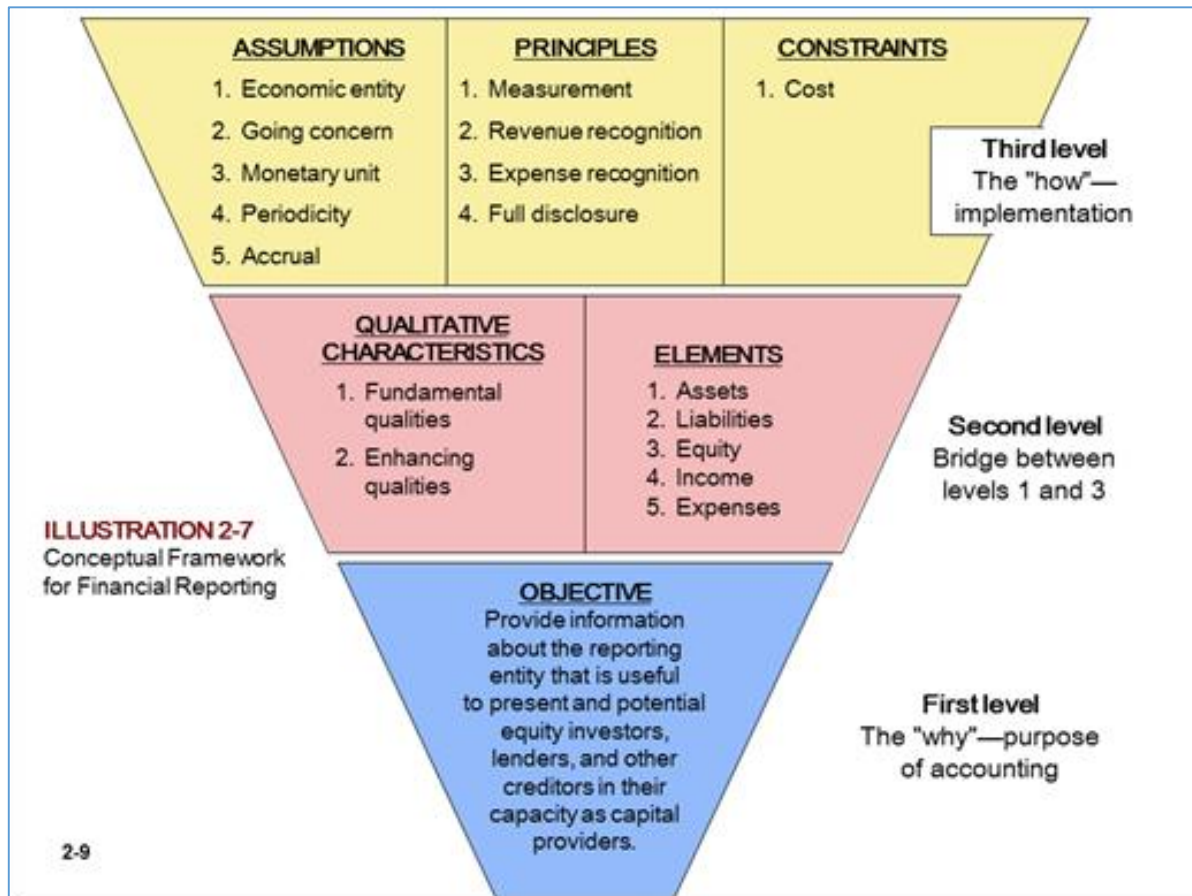 ASSUMPTIONS
1. Economic entity
2. Going concern
3. Monetary unit
4. Periodicity
5. Accrual
PRINCIPLES
1. Measurement
2. Revenue recognition
3. Expense recognition
4. Full disclosure
CONSTRAINTS
1. Cost
Third level
The "how"—
implementation
QUALITATIVE
CHARACTERISTICS
1. Fundamental
qualities
2. Enhancing
qualities
ELEMENTS
1. Assets
2. Liabilities
3. Equity
4. Income
5. Expenses
Second level
Bridge between
levels 1 and 3
ILLUSTRATION 2-7
Conceptual Framework
for Financial Reporting
OBJECTIVE
Provide information
about the reporting
entity that is useful
to present and potential
equity investors,
lenders, and other
creditors in their
capacity as capital
providers.
First level
The "why"—purpose
of accounting
2-9